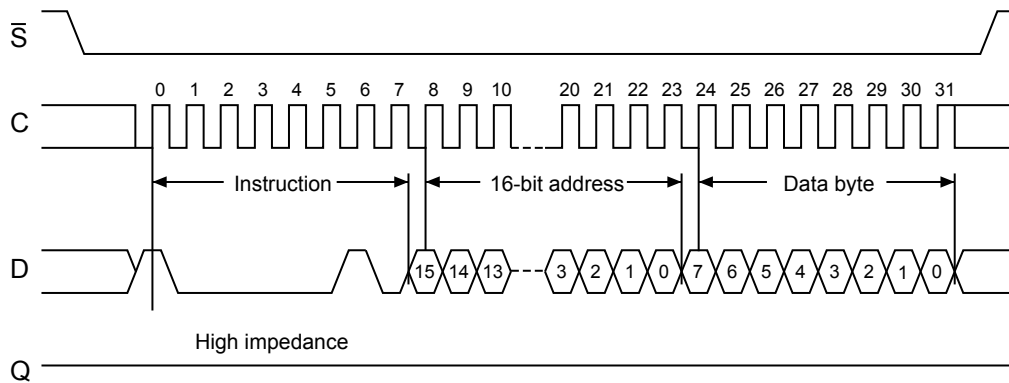 S
0 1 2 3 4 5 6 7 8 9 10 20 21 22 23 24 25 26 27 28 29 30 31
C
Instruction 16-bit address Data byte
D 15 14 13 3 2 1 0 7 6 5 4 3 2 1 0
High impedance
Q